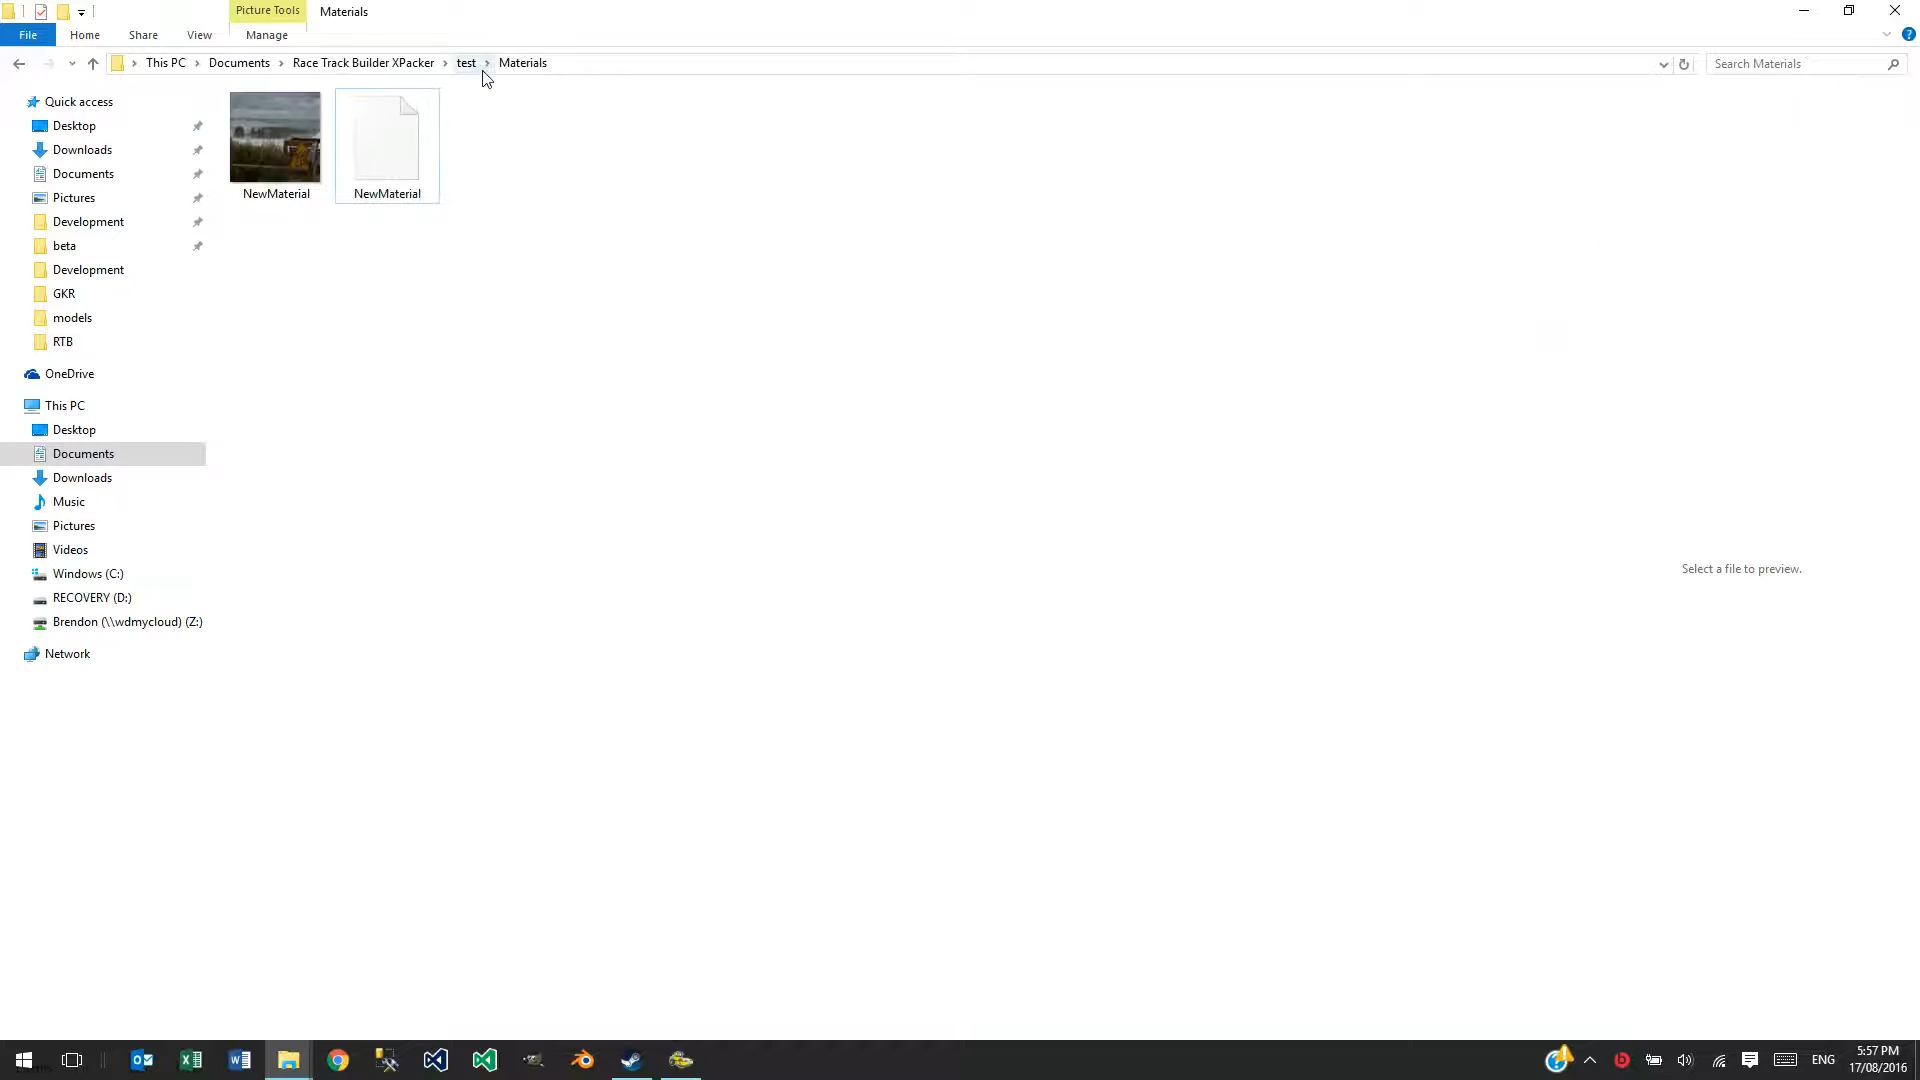 Picture Tools
Materials
File
Home
Share
View
Manage
This PC
Documents
Race Track Builder XPacker
test
Materials
Search Materials
Quick access
Desktop
Downloads
Documents
Pictures
Development
beta
Development
GKR
models
RTB
OneDrive
This PC
Desktop
Documents
Downloads
Music
Pictures
Videos
Windows (C:)
RECOVERY (D:)
Brendon (\\wdmycloud) (Z:)
Network
NewMaterial
NewMaterial
Select a file to preview.
ENG
5:57 PM
17/08/2016